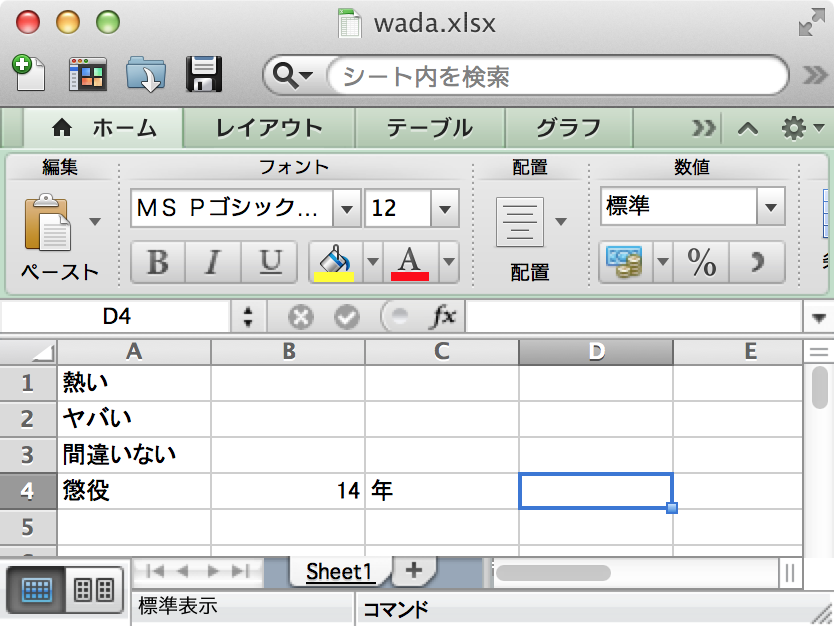 wada.xlsx
シート内を検索
ホーム レイアウト テーブル グラフ
編集 フォント 配置 数値
ペースト
MS Pゴシック... 12
B I U A
配置
標準
%
D4 fx
A B C D E
1 熱い
2 ヤバい
3 間違いない
4 懲役 14 年
5
Sheet1 +
標準表示 コマンド